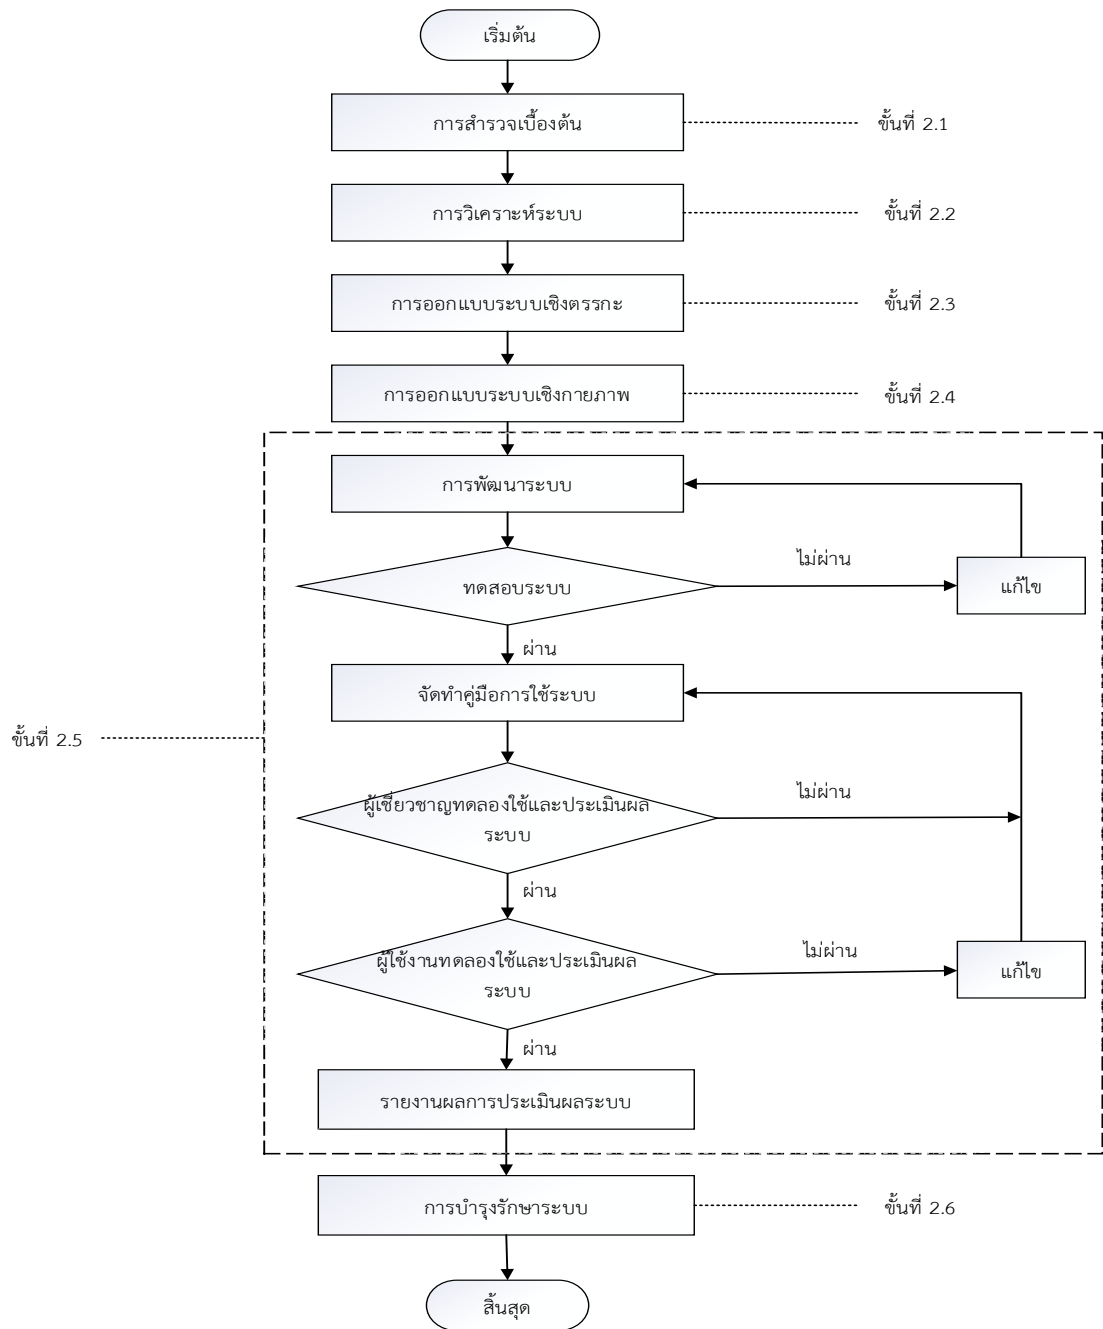 เริ่มต้น
การสำรวจเบื้องต้น
ขั้นที่ 2.1
การวิเคราะห์ระบบ
ขั้นที่ 2.2
การออกแบบระบบเชิงตรรกะ
ขั้นที่ 2.3
การออกแบบระบบเชิงกายภาพ
ขั้นที่ 2.4
การพัฒนาระบบ
ทดสอบระบบ
ไม่ผ่าน
แก้ไข
ผ่าน
จัดทำคู่มือการใช้ระบบ
ขั้นที่ 2.5
ผู้เชี่ยวชาญทดลองใช้และประเมินผล
ระบบ
ไม่ผ่าน
ผ่าน
ผู้ใช้งานทดลองใช้และประเมินผล
ระบบ
ไม่ผ่าน
แก้ไข
ผ่าน
รายงานผลการประเมินผลระบบ
การบำรุงรักษาระบบ
ขั้นที่ 2.6
สิ้นสุด